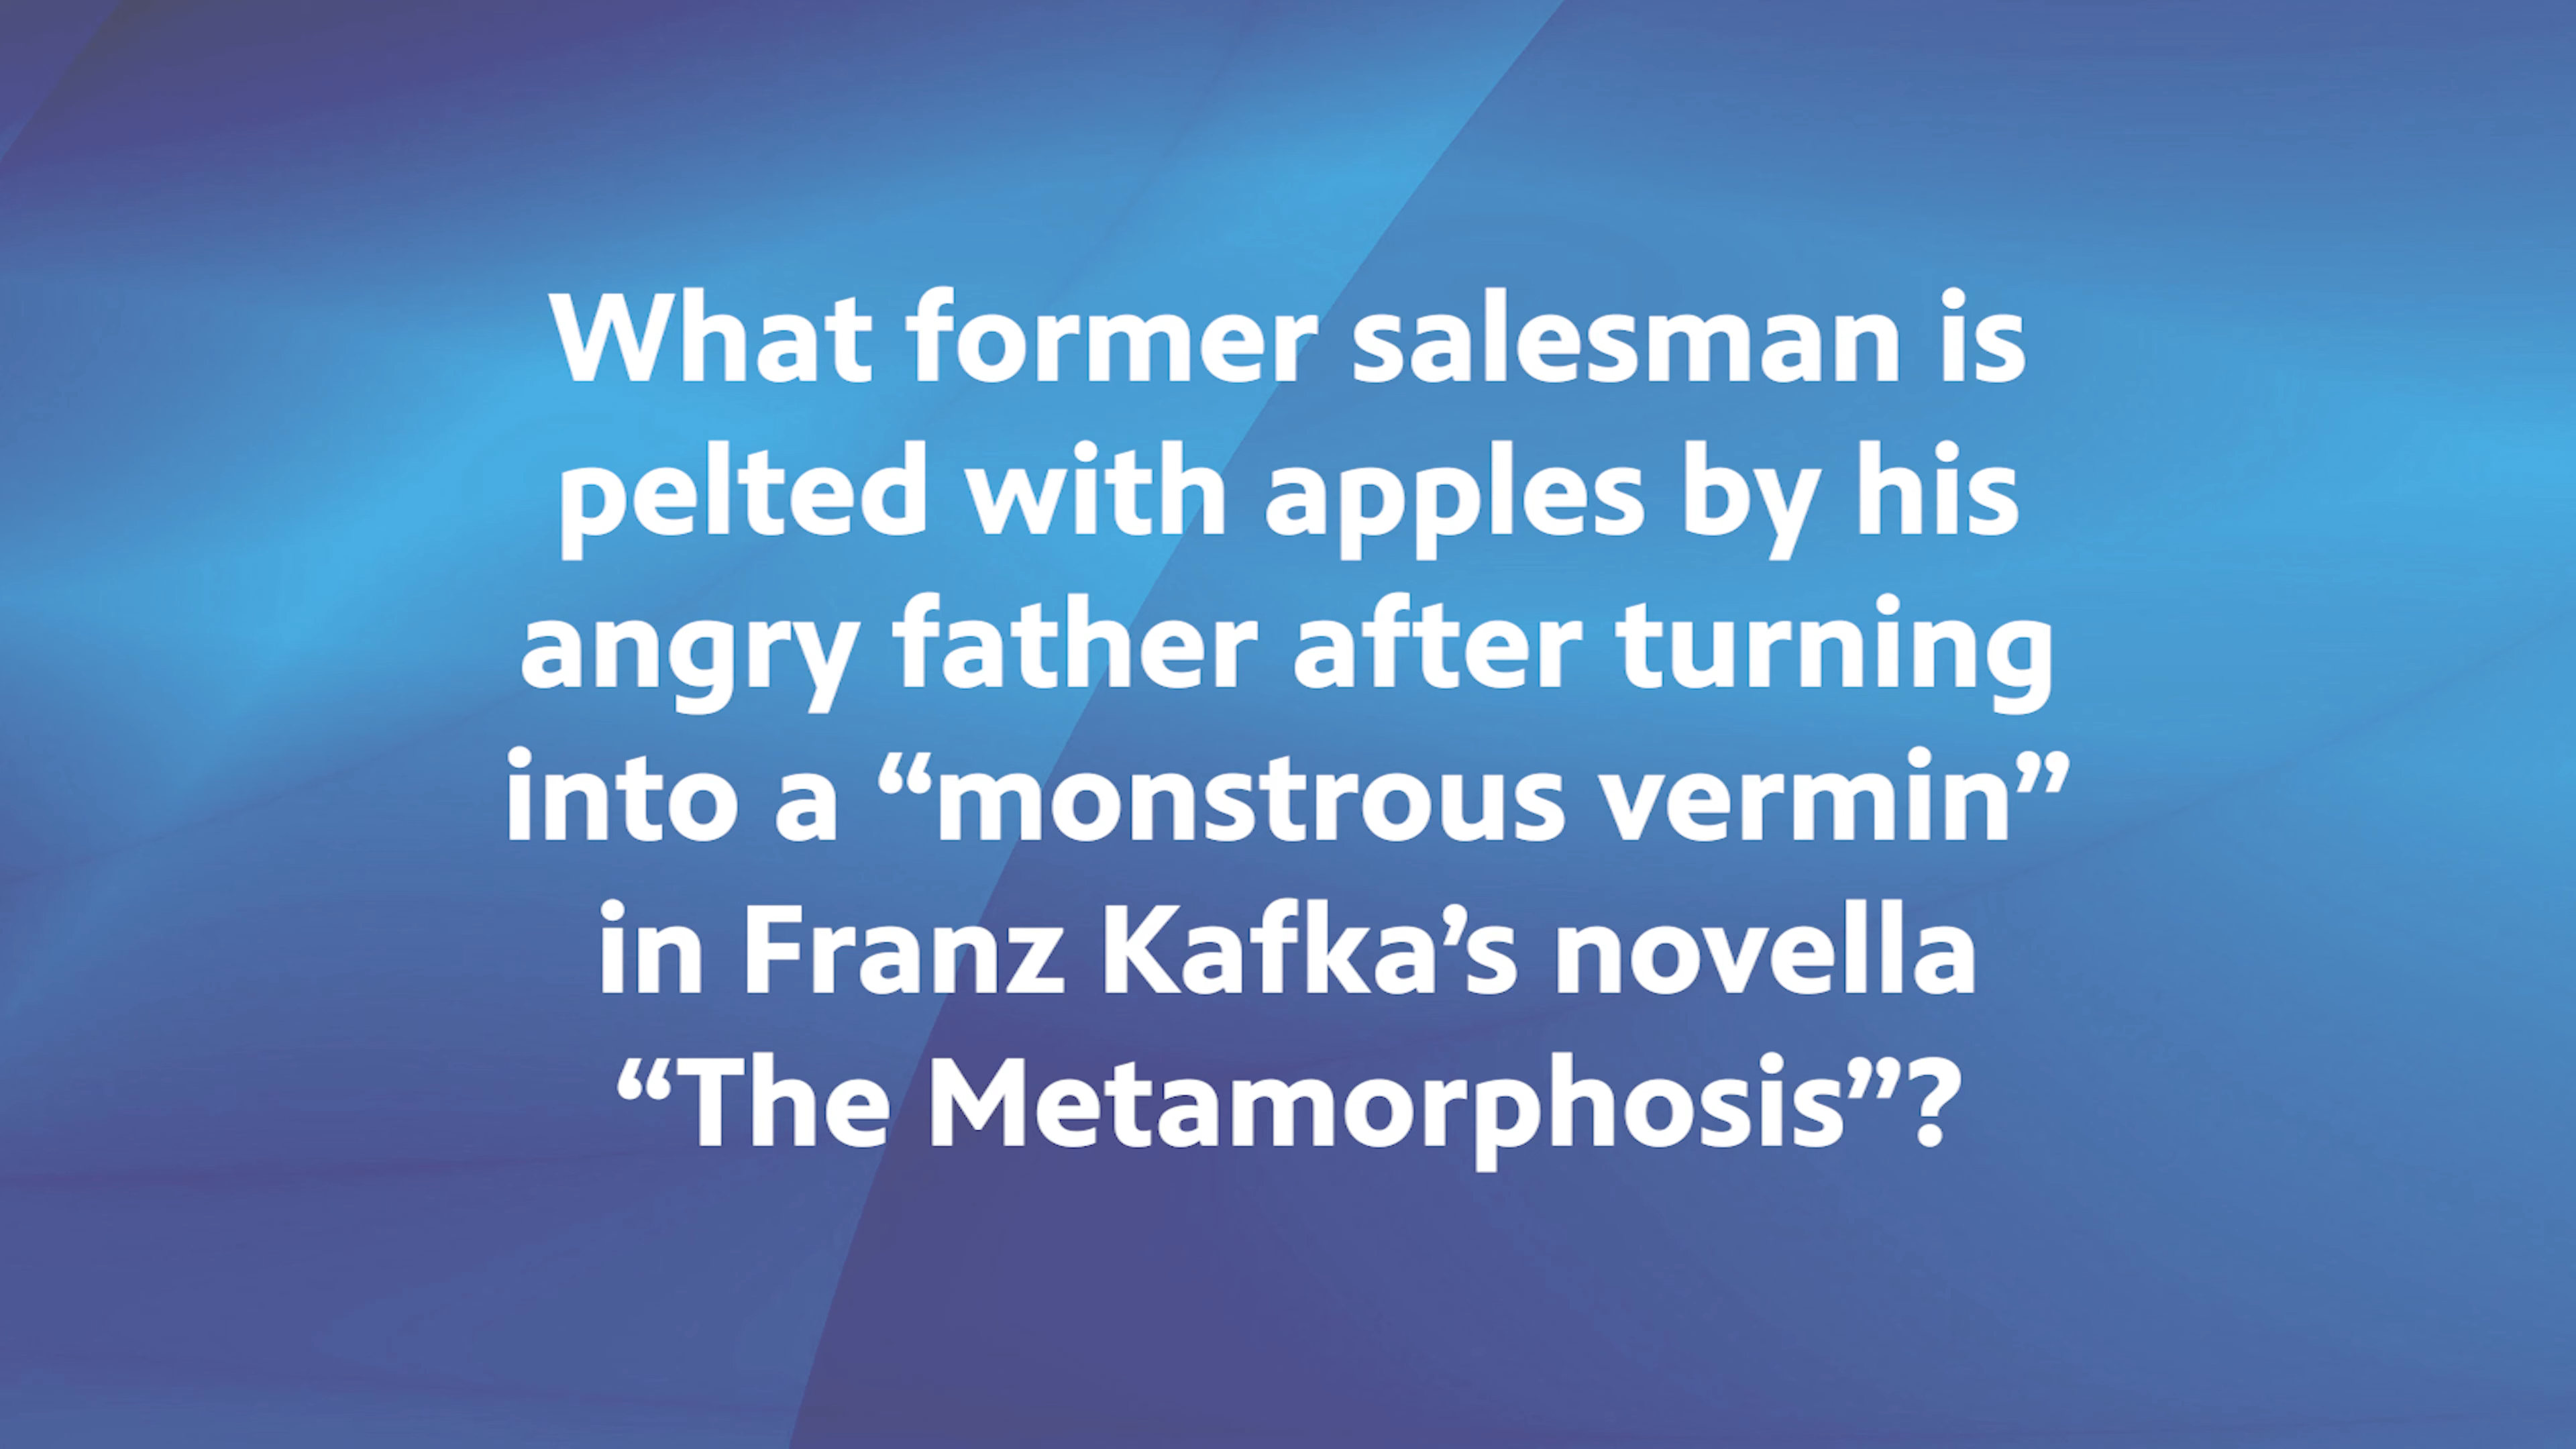 What former salesman is
pelted with apples by his
angry father after turning
into a “monstrous vermin”
in Franz Kafka’s novella
“The Metamorphosis”?